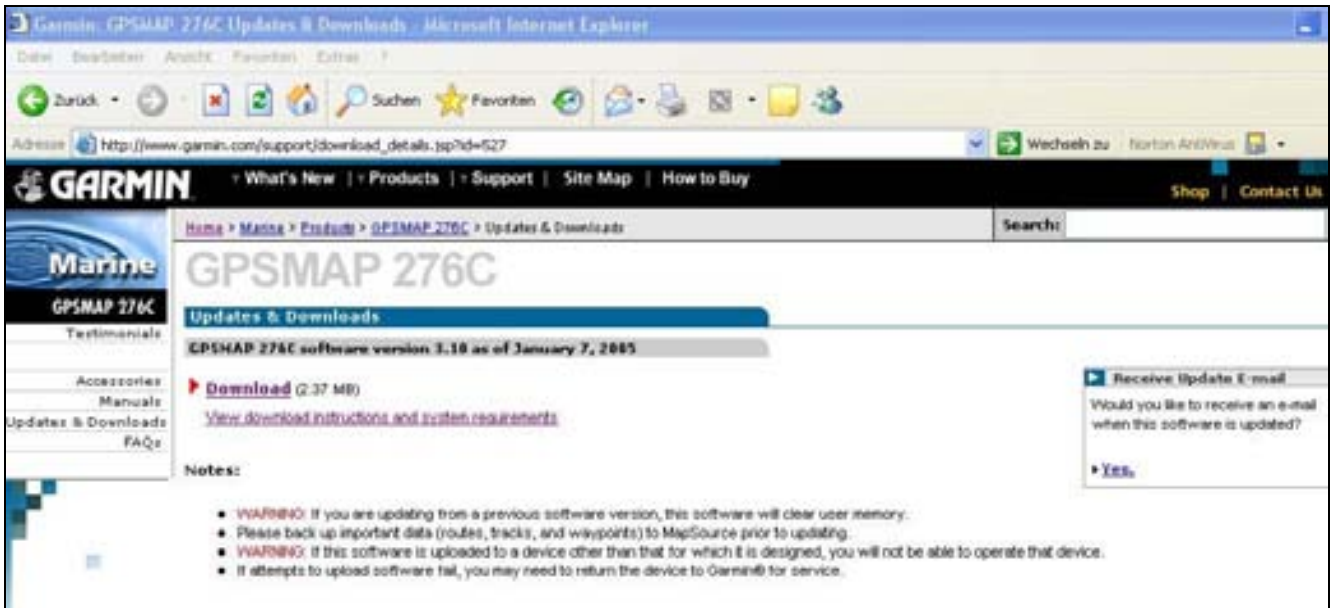 Garmin: GPSMAP 276C Updates & Downloads - Microsoft Internet Explorer
Datei Bearbeiten Ansicht Favoriten Extras ?
Zurück Suchen Favoriten
Adresse http://www.garmin.com/support/download_details.jsp?id=527 Wechseln zu Norton AntiVirus
GARMIN What's New | Products | Support | Site Map | How to Buy
Shop | Contact Us
Home > Marine > Products > GPSMAP 276C > Updates & Downloads Search:
Marine
GPSMAP 276C
GPSMAP 276C
Testimonials
Accessories
Manuals
Updates & Downloads
FAQs
Updates & Downloads
GPSMAP 276C software version 3.10 as of January 7, 2005
Download (2.37 MB)
View download instructions and system requirements
Receive Update E-mail
Would you like to receive an e-mail
when this software is updated?
Yes.
Notes:
• WARNING: If you are updating from a previous software version, this software will clear user memory.
• Please back up important data (routes, tracks, and waypoints) to MapSource prior to updating.
• WARNING: If this software is uploaded to a device other than that for which it is designed, you will not be able to operate that device.
• If attempts to upload software fail, you may need to return the device to Garmin® for service.